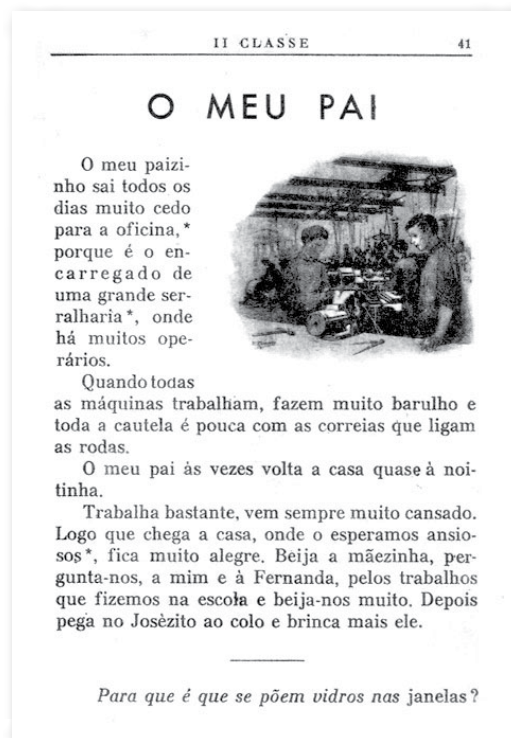 II CLASSE 41
O MEU PAI
O meu paizi-
nho sai todos os
dias muito cedo
para a oficina,*
porque é o en-
carregado de
uma grande ser-
ralharia*, onde
há muitos ope-
rários.
Quando todas
as máquinas trabalham, fazem muito barulho e
toda a cautela é pouca com as correias que ligam
as rodas.
O meu pai às vezes volta a casa quase à noi-
tinha.
Trabalha bastante, vem sempre muito cansado.
Logo que chega a casa, onde o esperamos ansio-
sos*, fica muito alegre. Beija a mãezinha, per-
gunta-nos, a mim e à Fernanda, pelos trabalhos
que fizemos na escola e beija-nos muito. Depois
pega no Josèzito ao colo e brinca mais ele.
Para que é que se põem vidros nas janelas?